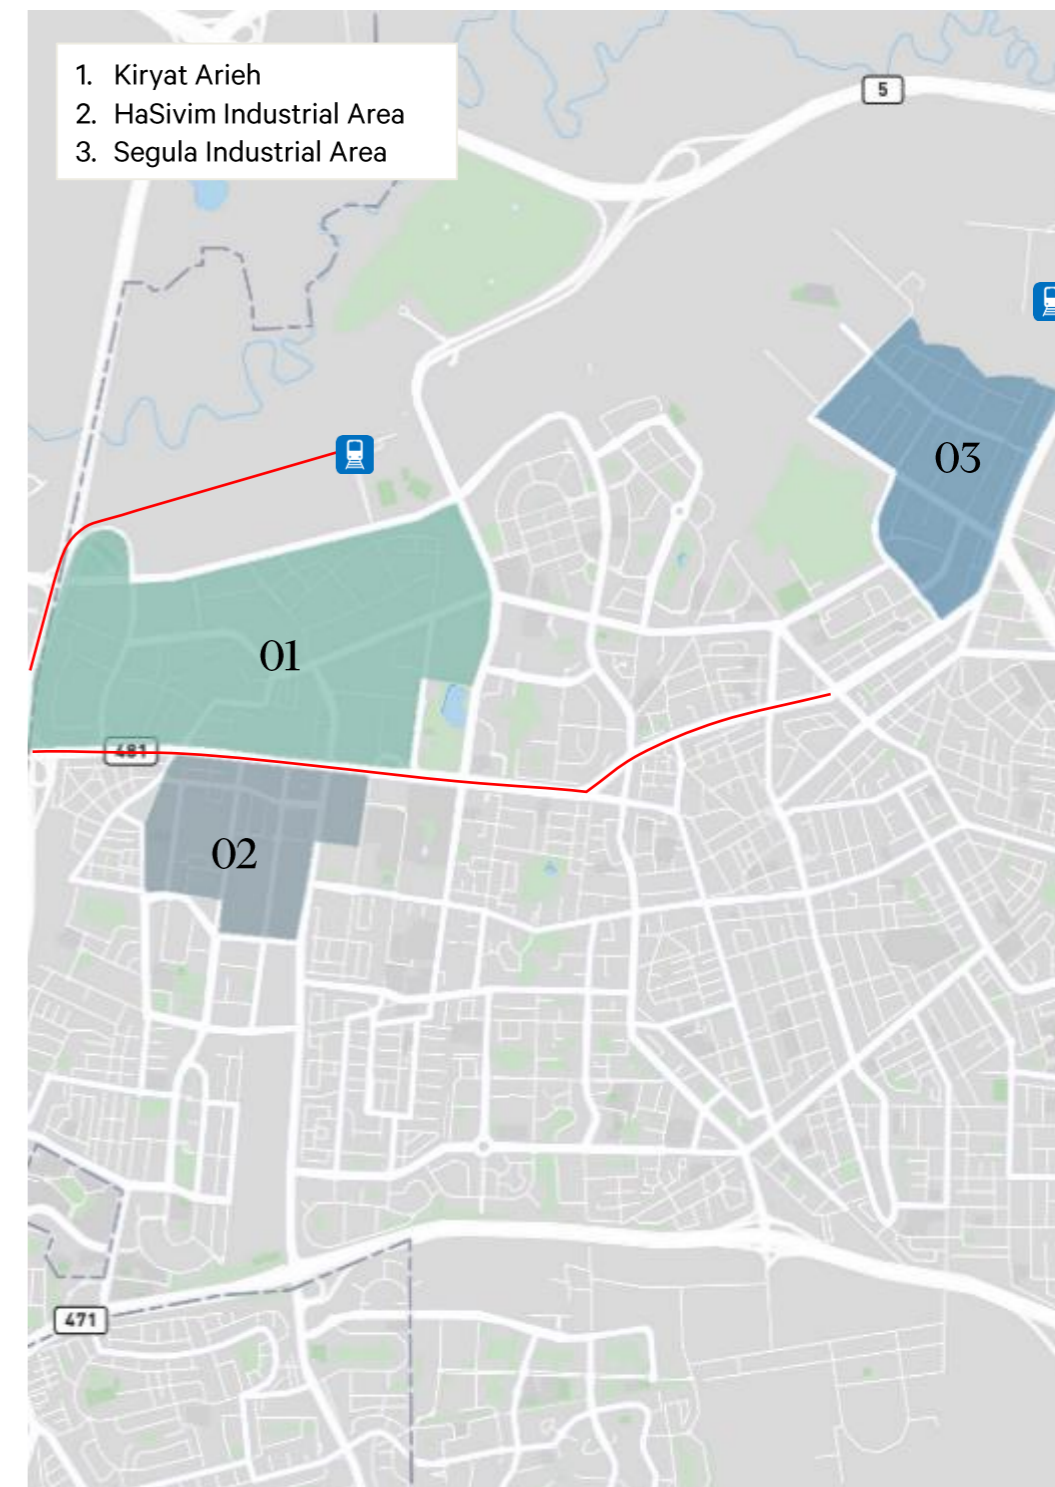 1. Kiryat Arieh
2. HaSivim Industrial Area
3. Segula Industrial Area
5
03
01
481
02
471